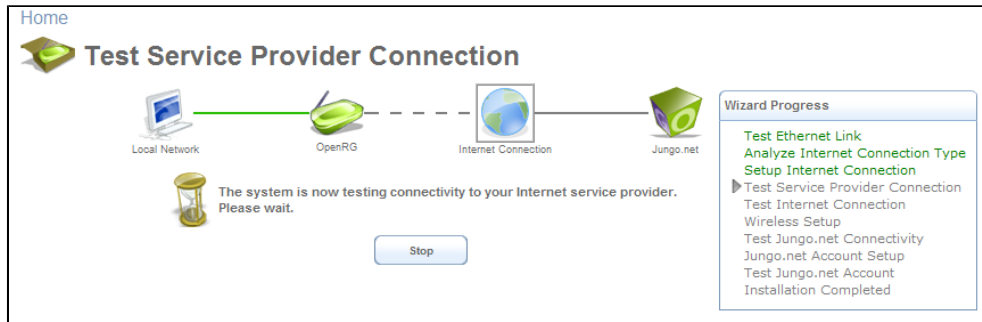 Home
Test Service Provider Connection
Local Network
OpenRG
Internet Connection
Jungo.net
The system is now testing connectivity to your Internet service provider.
Please wait.
Stop
Wizard Progress
Test Ethernet Link
Analyze Internet Connection Type
Setup Internet Connection
Test Service Provider Connection
Test Internet Connection
Wireless Setup
Test Jungo.net Connectivity
Jungo.net Account Setup
Test Jungo.net Account
Installation Completed